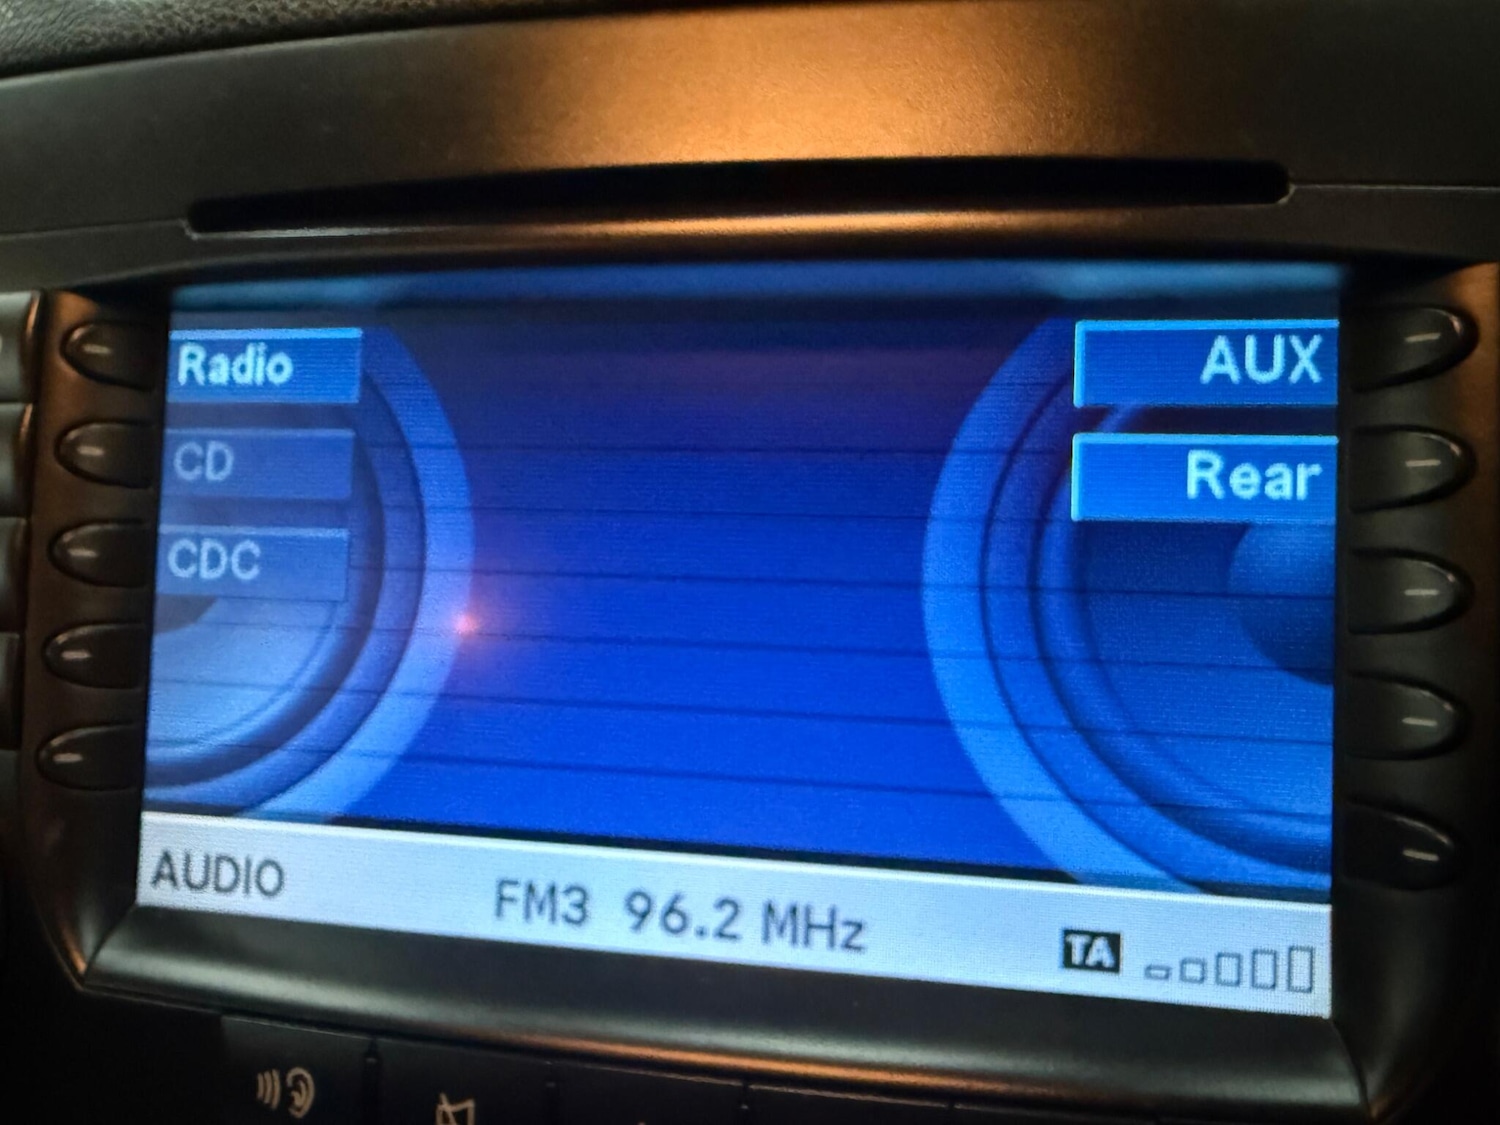 Radio
AUX
CD
Rear
CDC
AUDIO
FM3 96.2 MHz
TA